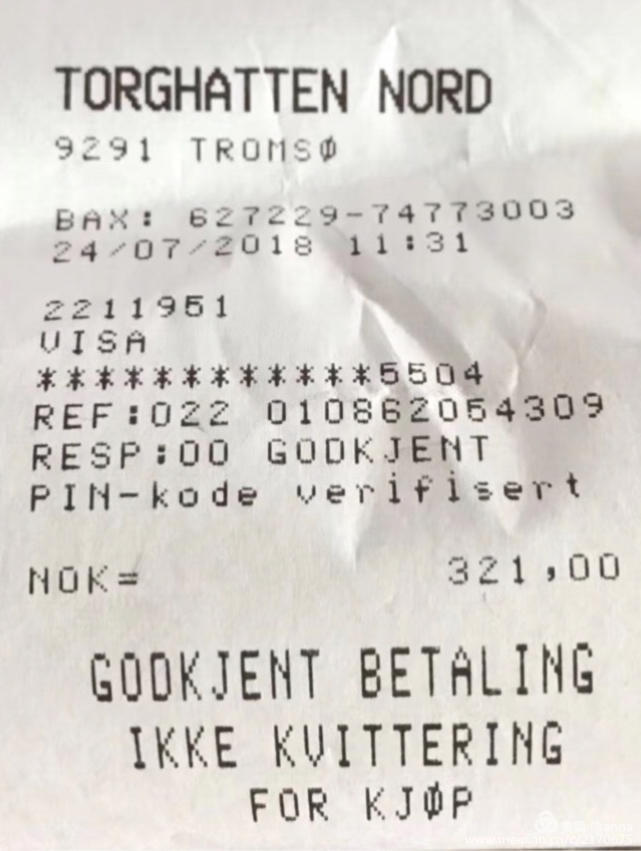 TORGHATTEN NORD
9291 TROMSØ
BAX: 627229-74773003
24/07/2018 11:31
2211951
VISA
************5504
REF:022 010862054309
RESP:00 GODKJENT
PIN-kode verifisert
NOK= 321,00
GODKJENT BETALING
IKKE KVITTERING
FOR KJØP